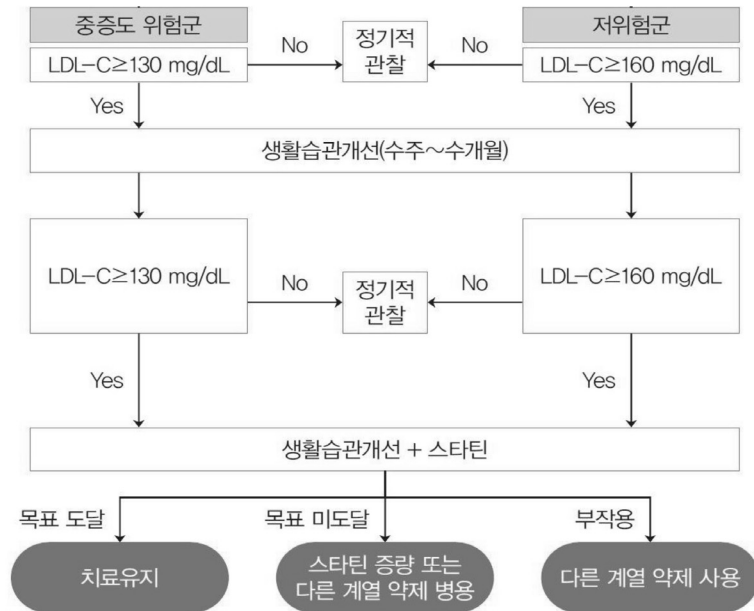 중증도 위험군
저위험군
LDL-C≥130 mg/dL
No
정기적
관찰
No
LDL-C≥160 mg/dL
Yes
Yes
생활습관개선(수주~수개월)
LDL-C≥130 mg/dL
No
정기적
관찰
No
LDL-C≥160 mg/dL
Yes
Yes
생활습관개선 + 스타틴
목표 도달
목표 미도달
부작용
치료유지
스타틴 증량 또는
다른 계열 약제 병용
다른 계열 약제 사용